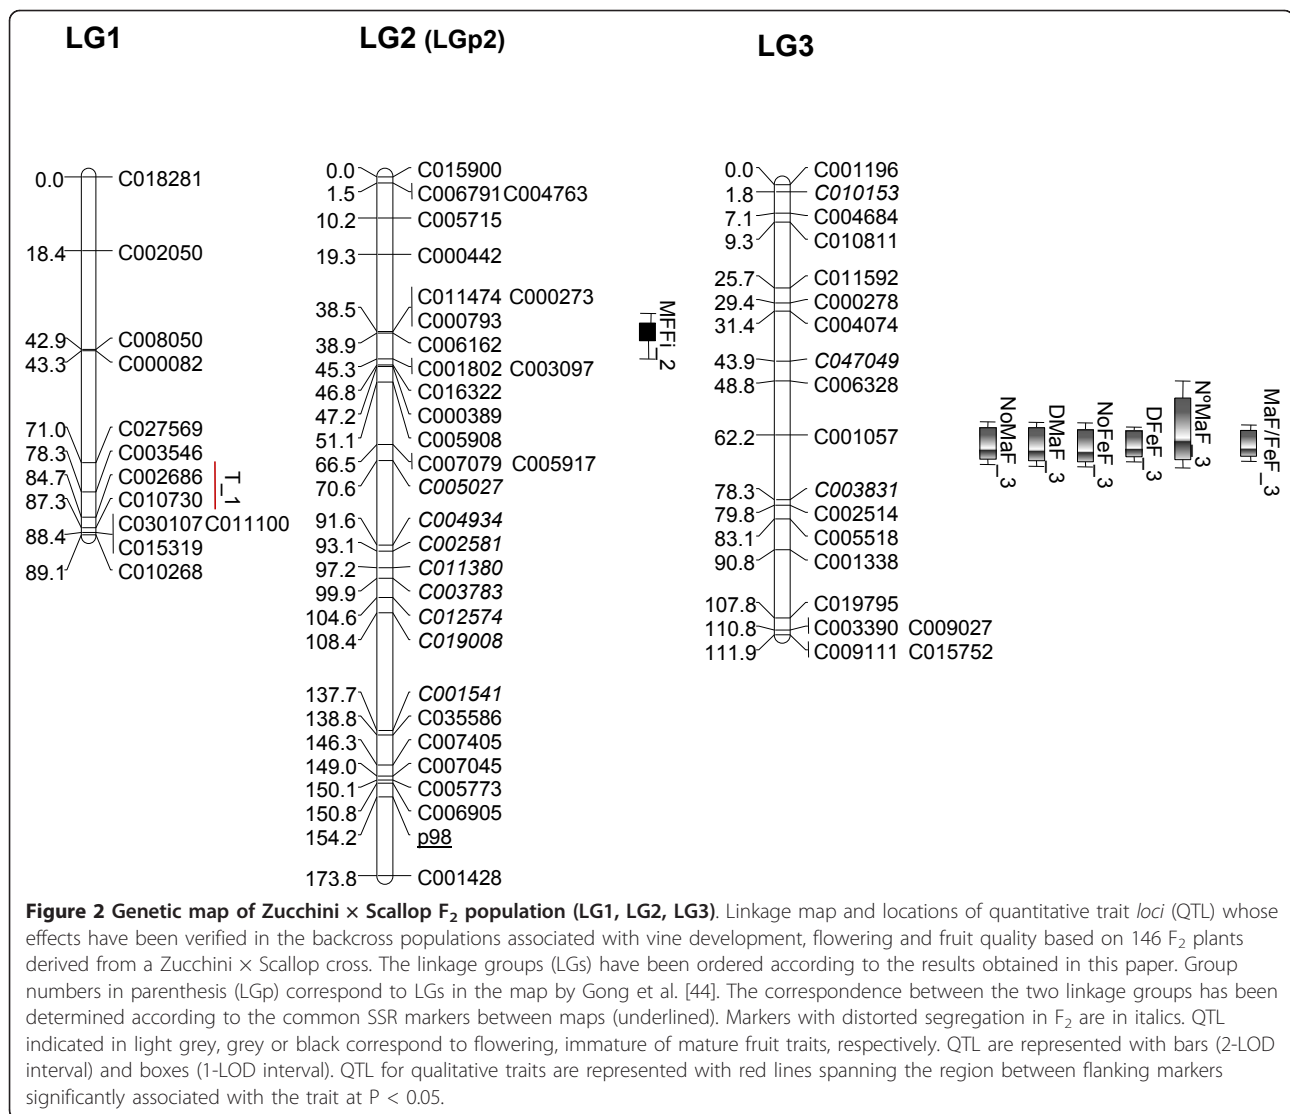 LG1
0.0 C018281
18.4 C002050
42.9 C008050
43.3 C000082
71.0 C027569
78.3 C003546
84.7 C002686
87.3 C010730
88.4 C030107 C011100
C015319
89.1 C010268
T_1
LG2 (LGp2)
0.0 C015900
1.5 C006791 C004763
10.2 C005715
19.3 C000442
38.5 C011474 C000273
C000793
38.9 C006162
45.3 C001802 C003097
46.8 C016322
47.2 C000389
51.1 C005908
66.5 C007079 C005917
70.6 C005027
91.6 C004934
93.1 C002581
97.2 C011380
99.9 C003783
104.6 C012574
108.4 C019008
137.7 C001541
138.8 C035586
146.3 C007405
149.0 C007045
150.1 C005773
150.8 C006905
154.2 p98
173.8 C001428
MFFi_2
LG3
0.0 C001196
1.8 C010153
7.1 C004684
9.3 C010811
25.7 C011592
29.4 C000278
31.4 C004074
43.9 C047049
48.8 C006328
62.2 C001057
78.3 C003831
79.8 C002514
83.1 C005518
90.8 C001338
107.8 C019795
110.8 C003390 C009027
111.9 C009111 C015752
NoMaF_3
DMaF_3
NoFeF_3
DFeF_3
NºMaF_3
MaF/FeF_3
Figure 2 Genetic map of Zucchini × Scallop F₂ population (LG1, LG2, LG3). Linkage map and locations of quantitative trait loci (QTL) whose
effects have been verified in the backcross populations associated with vine development, flowering and fruit quality based on 146 F₂ plants
derived from a Zucchini × Scallop cross. The linkage groups (LGs) have been ordered according to the results obtained in this paper. Group
numbers in parenthesis (LGp) correspond to LGs in the map by Gong et al. [44]. The correspondence between the two linkage groups has been
determined according to the common SSR markers between maps (underlined). Markers with distorted segregation in F₂ are in italics. QTL
indicated in light grey, grey or black correspond to flowering, immature of mature fruit traits, respectively. QTL are represented with bars (2-LOD
interval) and boxes (1-LOD interval). QTL for qualitative traits are represented with red lines spanning the region between flanking markers
significantly associated with the trait at P < 0.05.